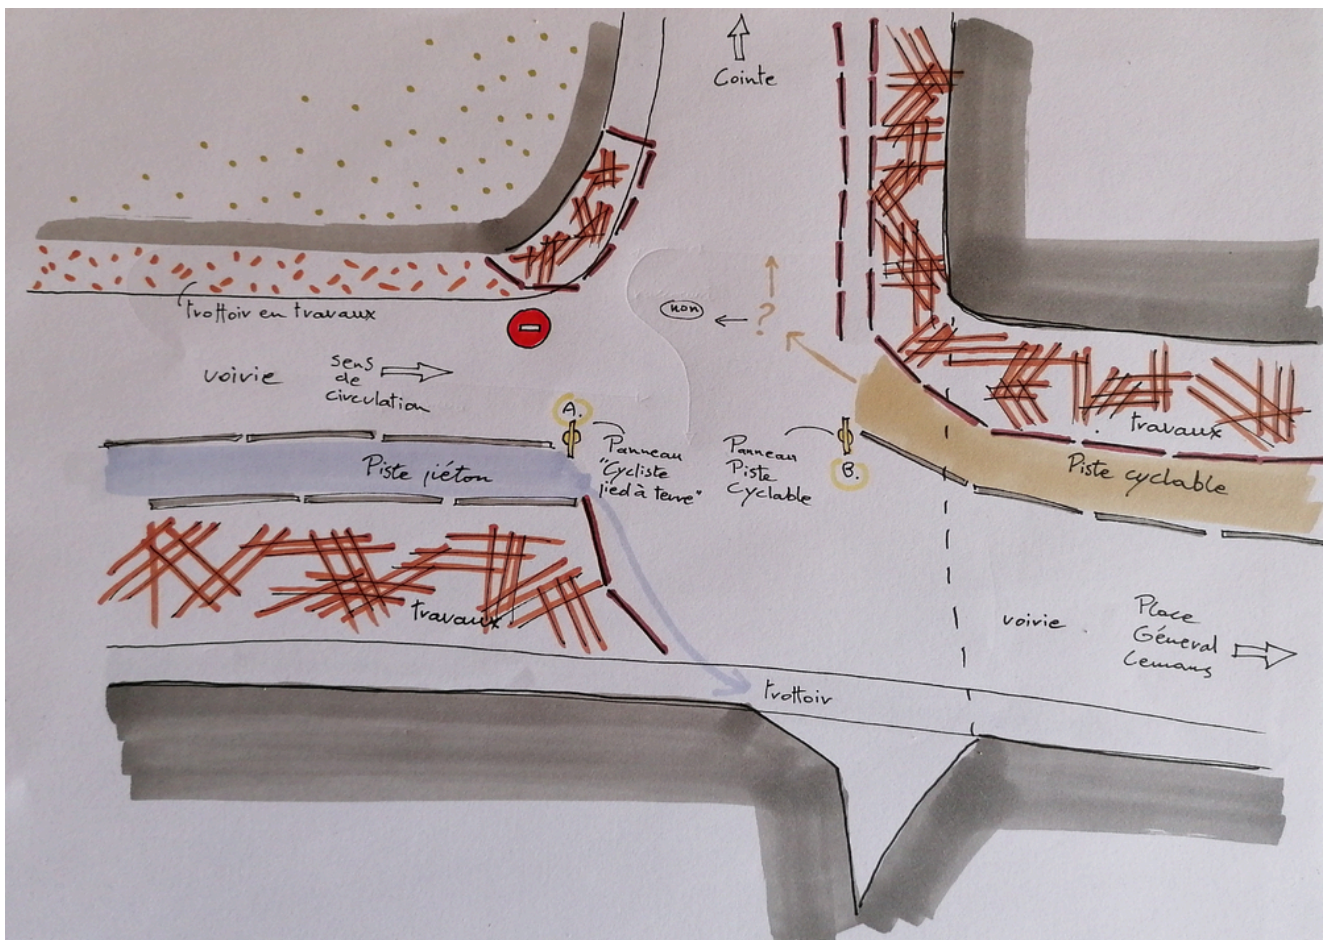 Cointe
trottoir en travaux
non
?
voirie
sens
de
circulation
A.
Panneau
"Cycliste
pied à terre"
Panneau
Piste
Cyclable
B.
Piste piéton
travaux
Piste cyclable
travaux
voirie
Place
Géneral
Lemans
trottoir